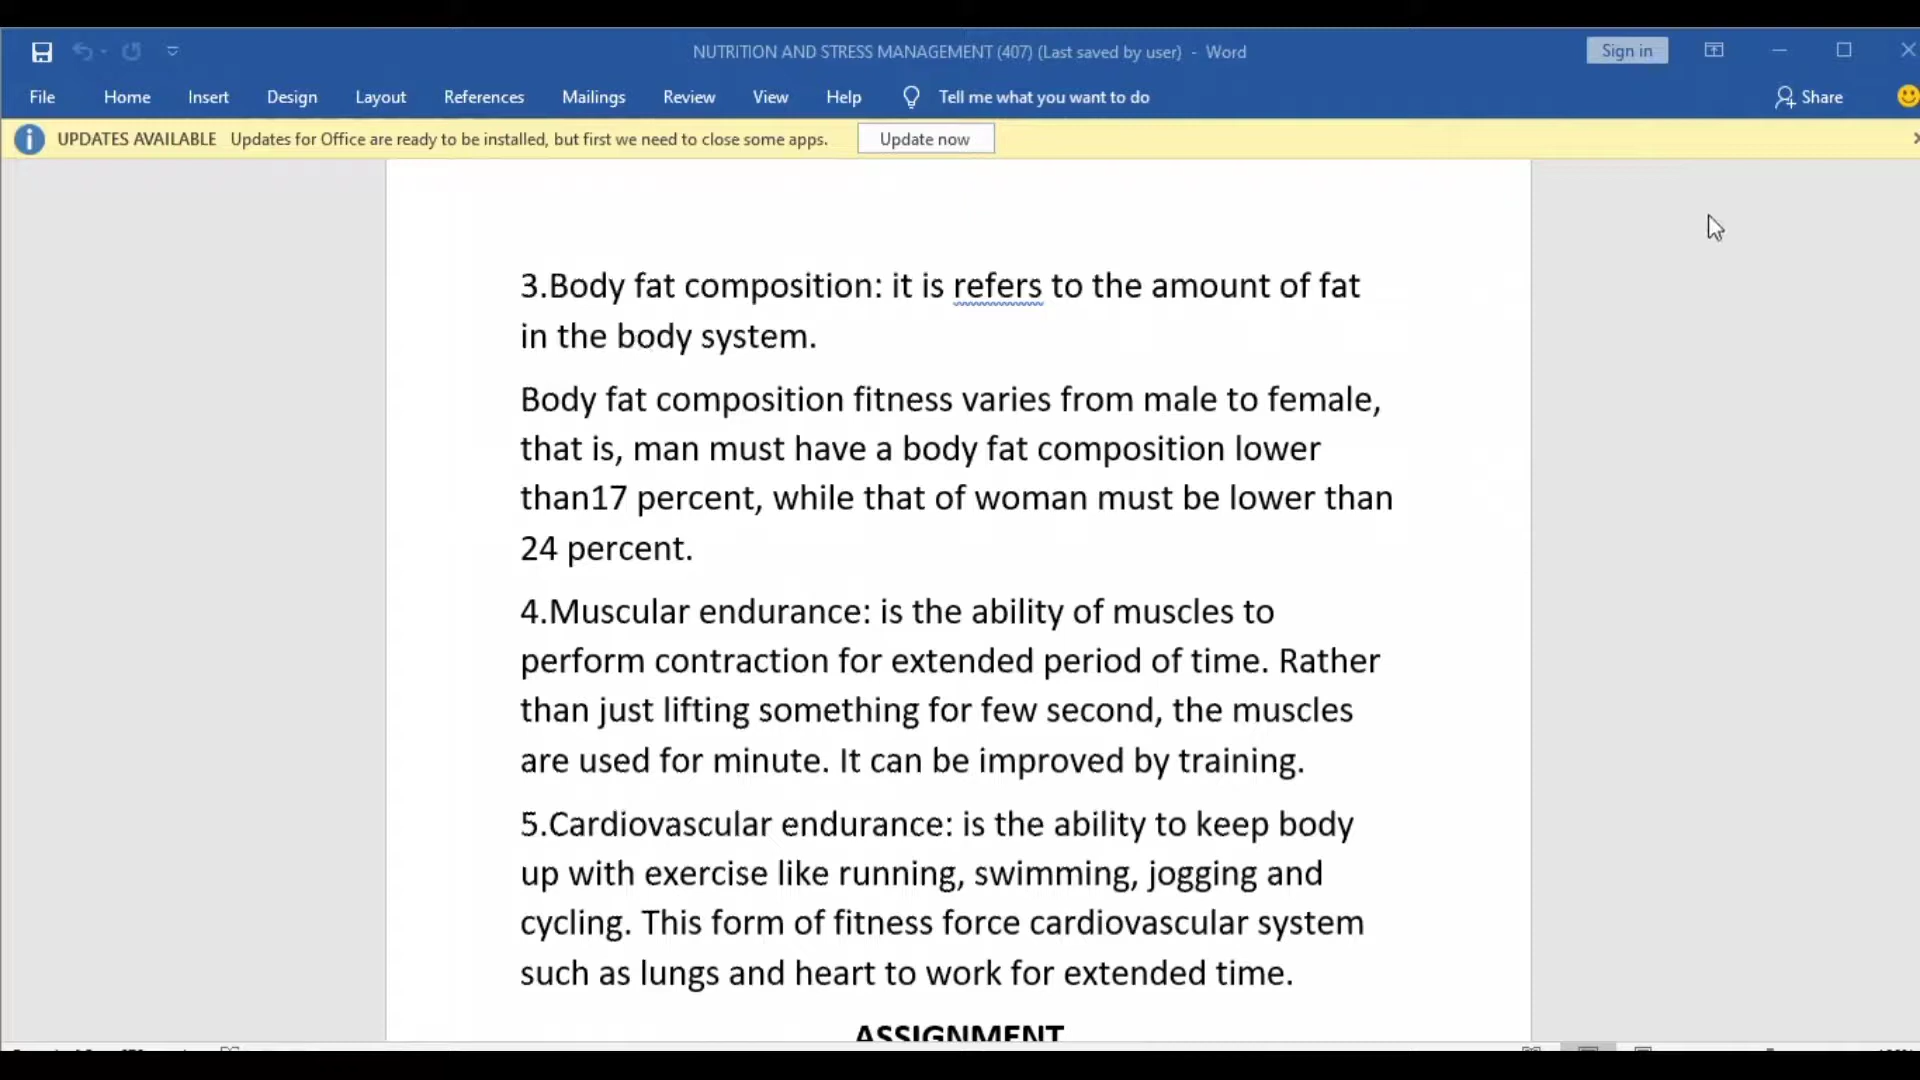 NUTRITION AND STRESS MANAGEMENT (407) (Last saved by user) - Word
Sign in
File Home Insert Design Layout References Mailings Review View Help Tell me what you want to do Share
UPDATES AVAILABLE Updates for Office are ready to be installed, but first we need to close some apps. Update now
3.Body fat composition: it is refers to the amount of fat
in the body system.
Body fat composition fitness varies from male to female,
that is, man must have a body fat composition lower
than17 percent, while that of woman must be lower than
24 percent.
4.Muscular endurance: is the ability of muscles to
perform contraction for extended period of time. Rather
than just lifting something for few second, the muscles
are used for minute. It can be improved by training.
5.Cardiovascular endurance: is the ability to keep body
up with exercise like running, swimming, jogging and
cycling. This form of fitness force cardiovascular system
such as lungs and heart to work for extended time.
ASSIGNMENT